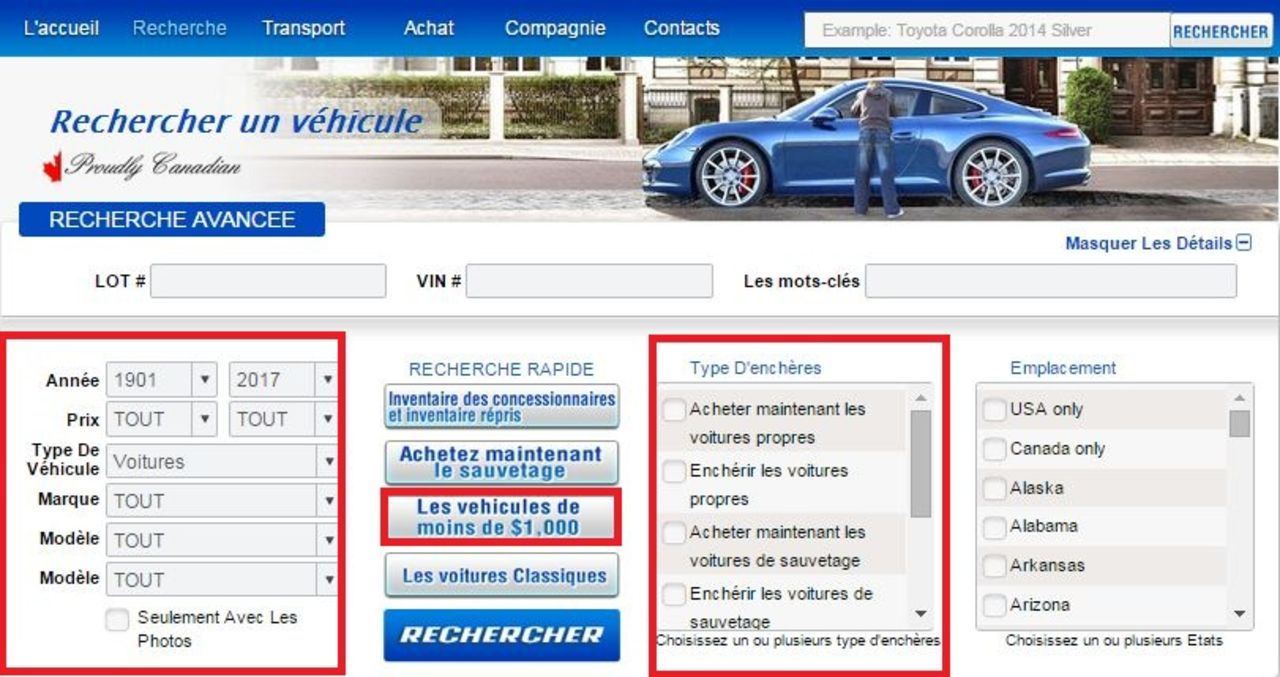 L'accueil Recherche Transport Achat Compagnie Contacts Example: Toyota Corolla 2014 Silver RECHERCHER
Rechercher un véhicule
Proudly Canadian
RECHERCHE AVANCEE
Masquer Les Détails
LOT # VIN # Les mots-clés
Année 1901 2017
Prix TOUT TOUT
Type De
Véhicule Voitures
Marque TOUT
Modèle TOUT
Modèle TOUT
Seulement Avec Les
Photos
RECHERCHE RAPIDE
Inventaire des concessionnaires
et inventaire répris
Achetez maintenant
le sauvetage
Les vehicules de
moins de $1,000
Les voitures Classiques
RECHERCHER
Type D'enchères
Acheter maintenant les
voitures propres
Enchérir les voitures
propres
Acheter maintenant les
voitures de sauvetage
Enchérir les voitures de
sauvetage
Choisissez un ou plusieurs type d'enchères
Emplacement
USA only
Canada only
Alaska
Alabama
Arkansas
Arizona
Choisissez un ou plusieurs Etats